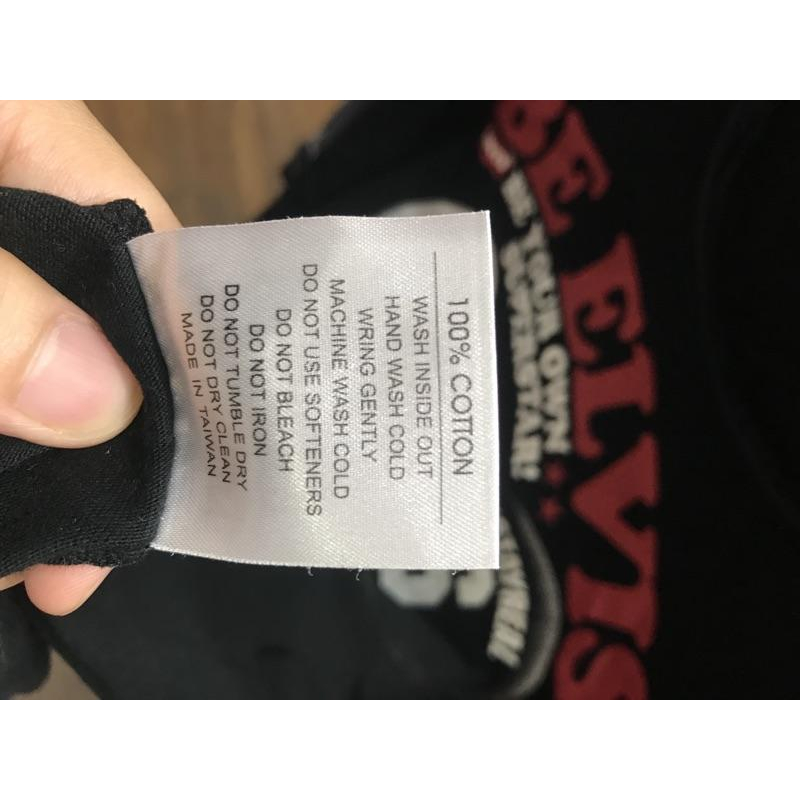 100% COTTON
WASH INSIDE OUT
HAND WASH COLD
WRING GENTLY
MACHINE WASH COLD
DO NOT USE SOFTENERS
DO NOT BLEACH
DO NOT IRON
DO NOT TUMBLE DRY
DO NOT DRY CLEAN
MADE IN TAIWAN
BE ELVIS
BE YOUR OWN
SUPERSTAR!